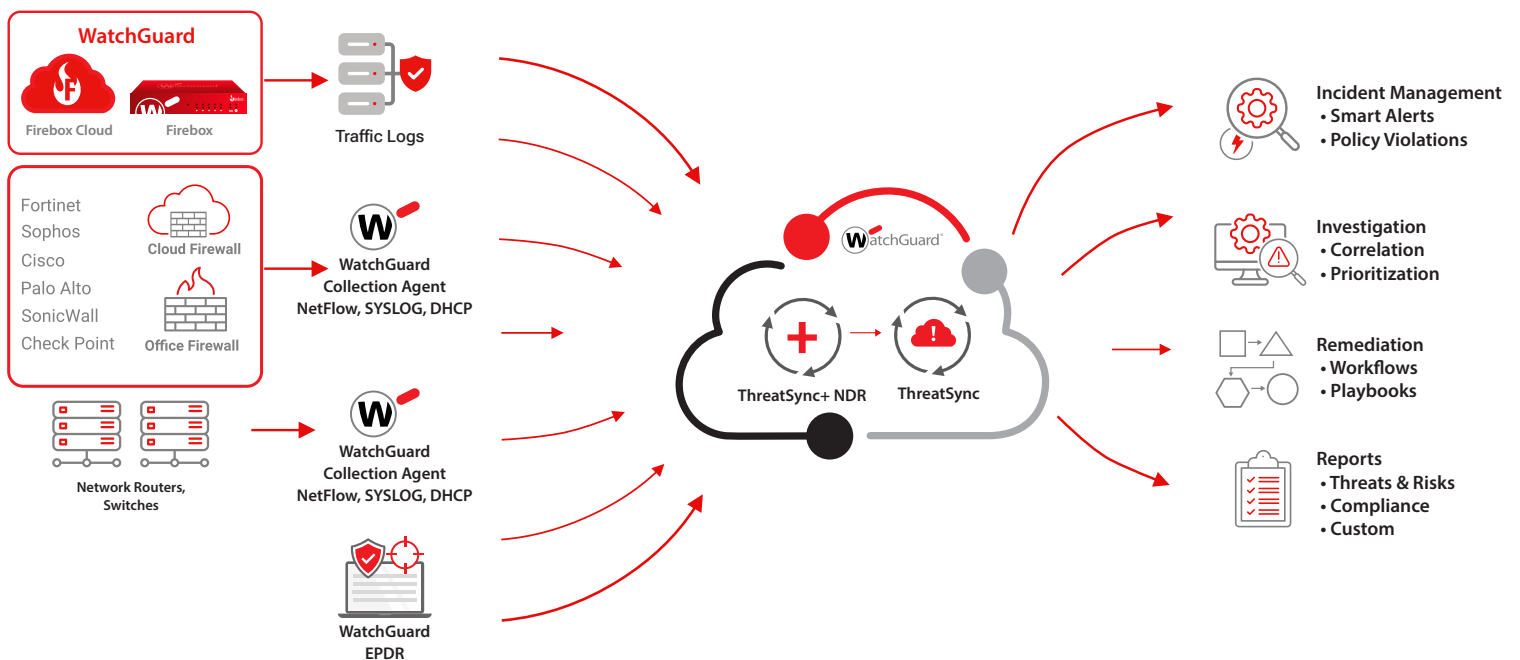 WatchGuard
Firebox Cloud
Firebox
Traffic Logs
Fortinet
Sophos
Cisco
Palo Alto
SonicWall
Check Point
Cloud Firewall
Office Firewall
WatchGuard
Collection Agent
NetFlow, SYSLOG, DHCP
Network Routers,
Switches
WatchGuard
Collection Agent
NetFlow, SYSLOG, DHCP
WatchGuard
EPDR
WatchGuard
ThreatSync+ NDR
ThreatSync
Incident Management
• Smart Alerts
• Policy Violations
Investigation
• Correlation
• Prioritization
Remediation
• Workflows
• Playbooks
Reports
• Threats & Risks
• Compliance
• Custom